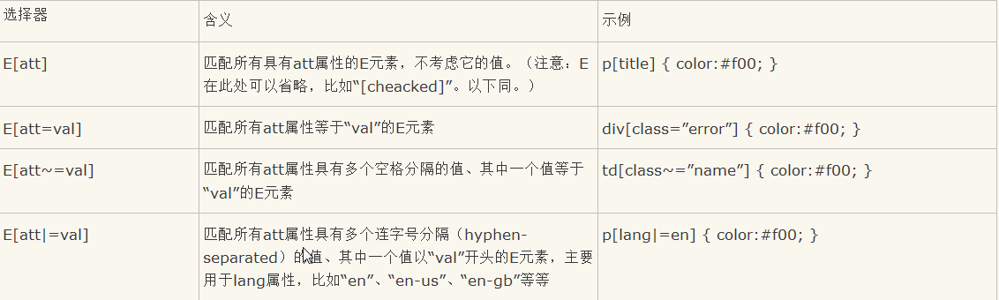 选择器 含义 示例
E[att] 匹配所有具有att属性的E元素，不考虑它的值。（注意：E p[title] { color:#f00; }
在此处可以省略，比如“[cheacked]”。以下同。）
E[att=val] 匹配所有att属性等于“val”的E元素 div[class=”error”] { color:#f00; }
E[att~=val] 匹配所有att属性具有多个空格分隔的值、其中一个值等于 td[class~=”name”] { color:#f00; }
“val”的E元素
E[att|=val] 匹配所有att属性具有多个连字号分隔（hyphen- p[lang|=en] { color:#f00; }
separated）的值、其中一个值以“val”开头的E元素，主要
用于lang属性，比如“en”、“en-us”、“en-gb”等等